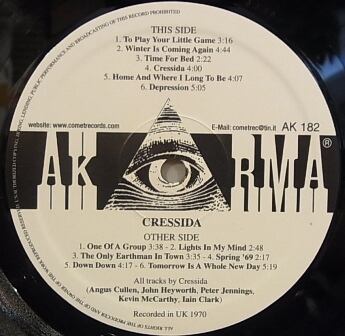 THIS SIDE
1. To Play Your Little Game 3:16
2. Winter Is Coming Again 4:44
3. Time For Bed 2:22
4. Cressida 4:00
5. Home And Where I Long To Be 4:07
6. Depression 5:05
website: www.cometrecords.com
E-Mail: cometrec@tin.it AK 182
AK RMA®
CRESSIDA
OTHER SIDE
1. One Of A Group 3:38 - 2. Lights In My Mind 2:48
3. The Only Earthman In Town 3:35 - 4. Spring '69 2:17
5. Down Down 4:17 - 6. Tomorrow Is A Whole New Day 5:19
All tracks by Cressida
(Angus Cullen, John Heyworth, Peter Jennings,
Kevin McCarthy, Iain Clark)
Recorded in UK 1970